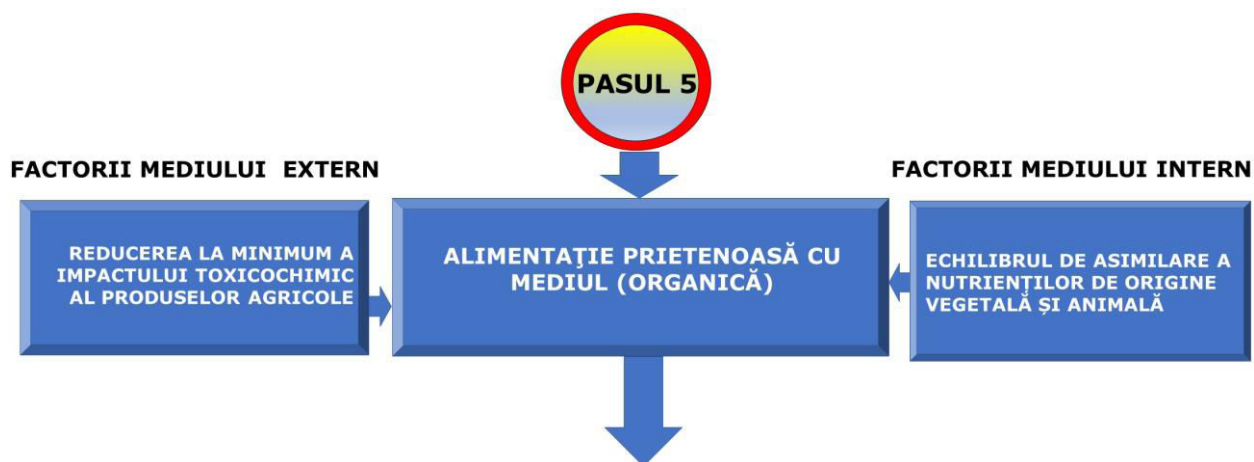 PASUL 5
FACTORII MEDIULUI EXTERN
FACTORII MEDIULUI INTERN
REDUCEREA LA MINIMUM A
IMPACTULUI TOXICOCHIMIC
AL PRODUSELOR AGRICOLE
ALIMENTAŢIE PRIETENOASĂ CU
MEDIUL (ORGANICĂ)
ECHILIBRUL DE ASIMILARE A
NUTRIENȚILOR DE ORIGINE
VEGETALĂ ȘI ANIMALĂ